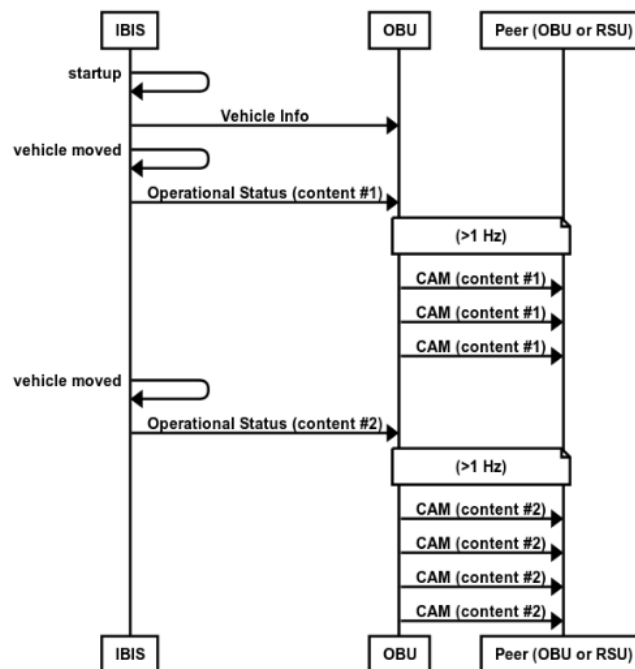 IBIS
OBU
Peer (OBU or RSU)
startup
Vehicle Info
vehicle moved
Operational Status (content #1)
(>1 Hz)
CAM (content #1)
CAM (content #1)
CAM (content #1)
vehicle moved
Operational Status (content #2)
(>1 Hz)
CAM (content #2)
CAM (content #2)
CAM (content #2)
CAM (content #2)
IBIS
OBU
Peer (OBU or RSU)